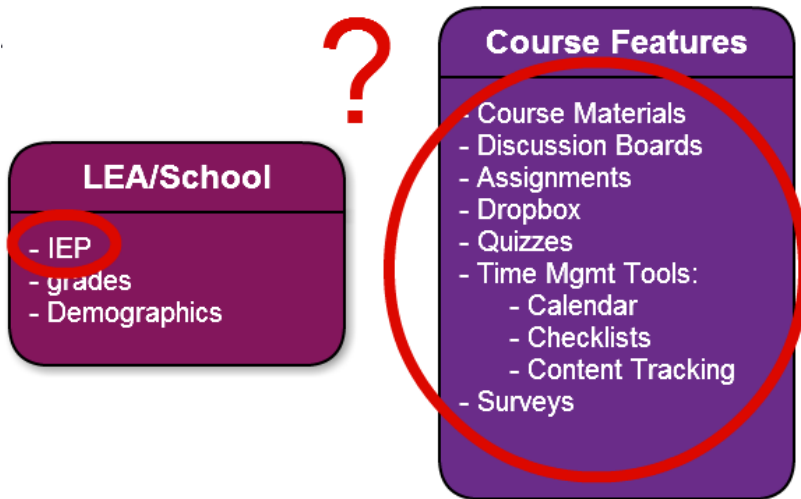 ?
LEA/School
- IEP
- grades
- Demographics
Course Features
- Course Materials
- Discussion Boards
- Assignments
- Dropbox
- Quizzes
- Time Mgmt Tools:
- Calendar
- Checklists
- Content Tracking
- Surveys